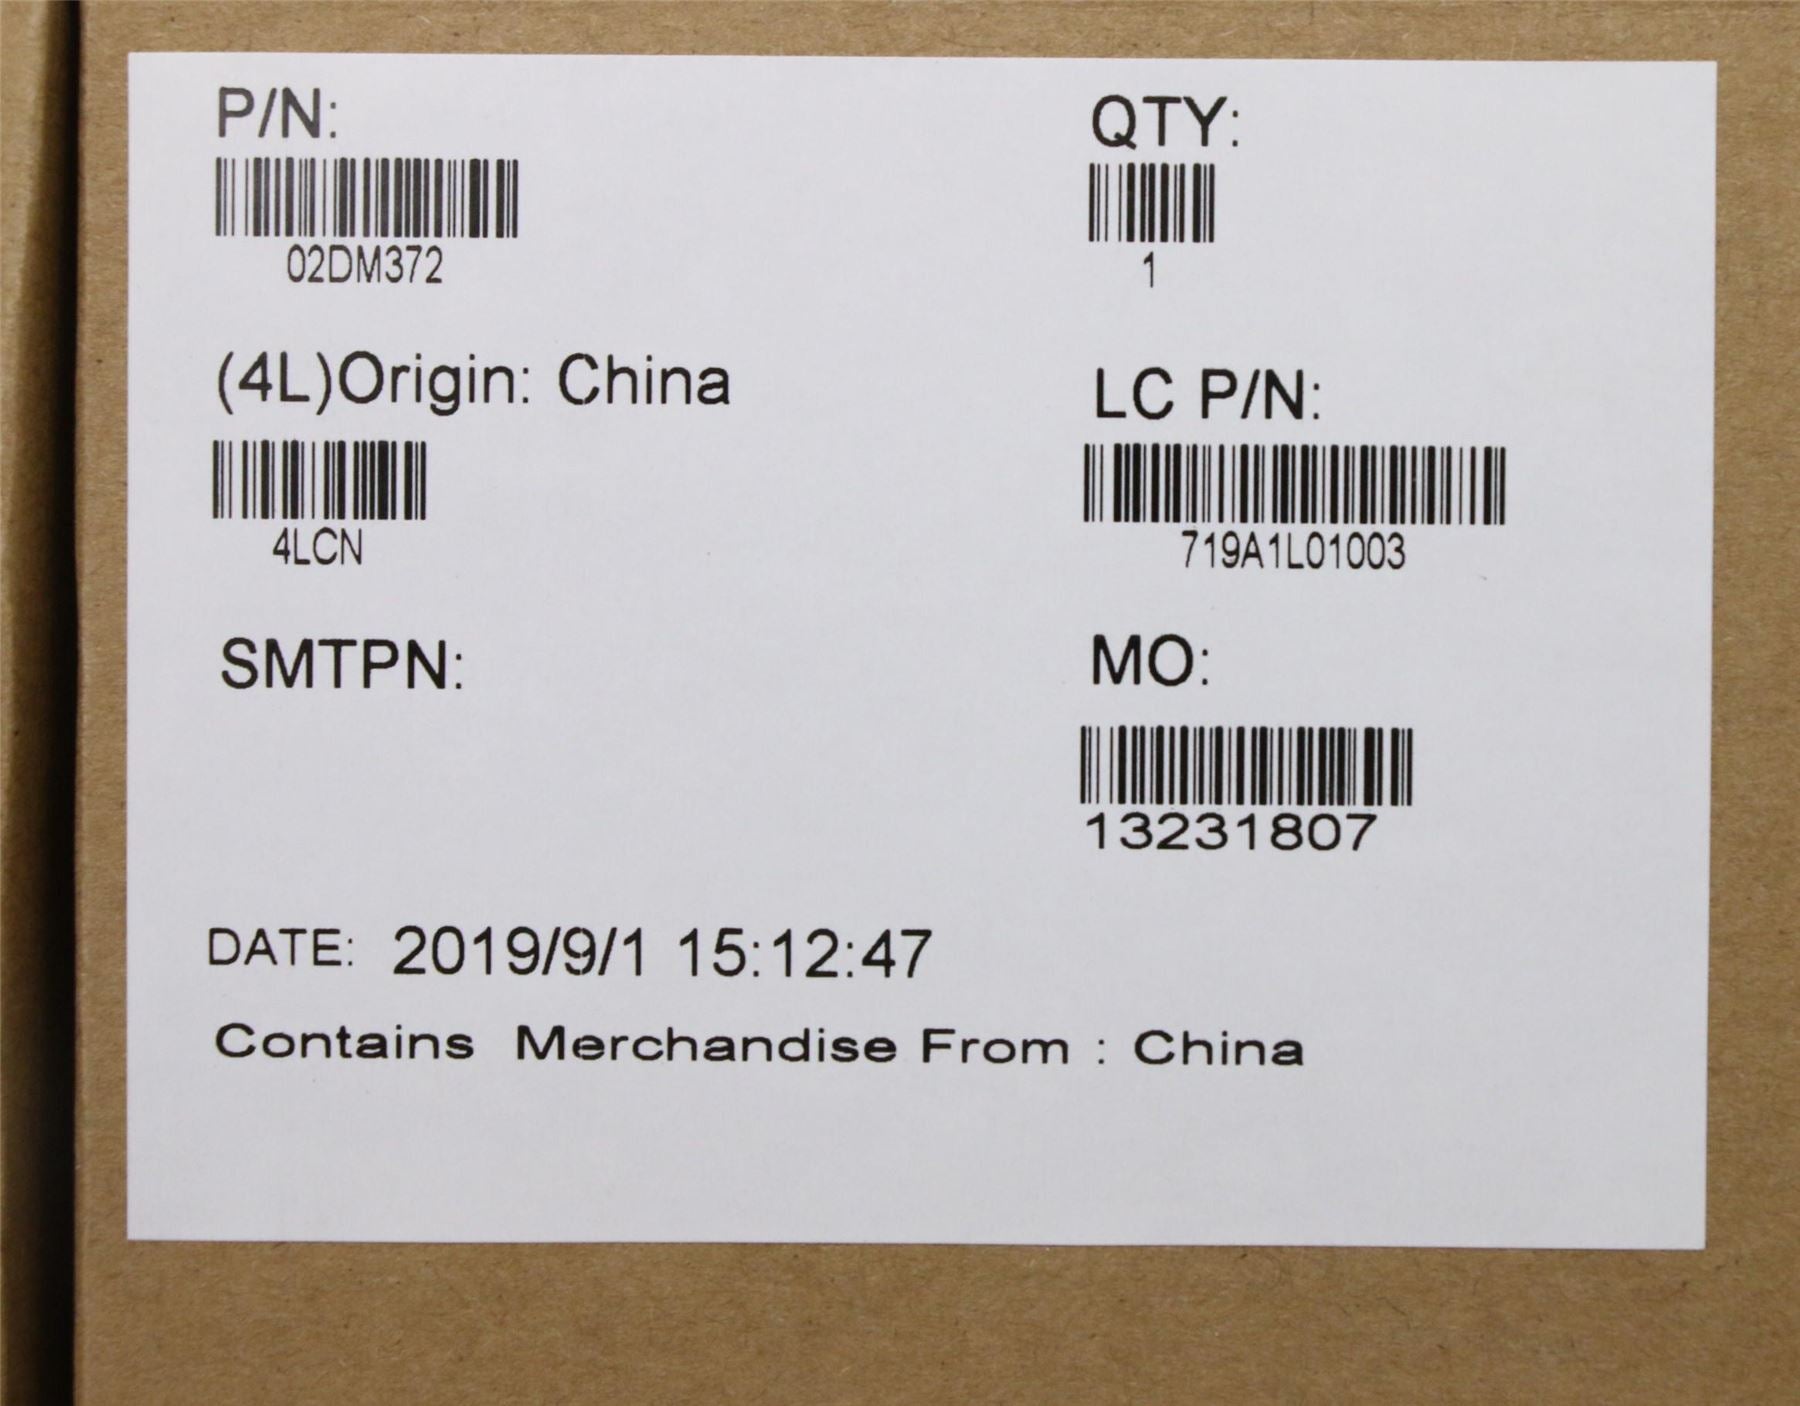 P/N:
QTY:
02DM372
1
(4L)Origin: China
LC P/N:
4LCN
719A1L01003
SMTPN:
MO:
13231807
DATE: 2019/9/1 15:12:47
Contains Merchandise From : China